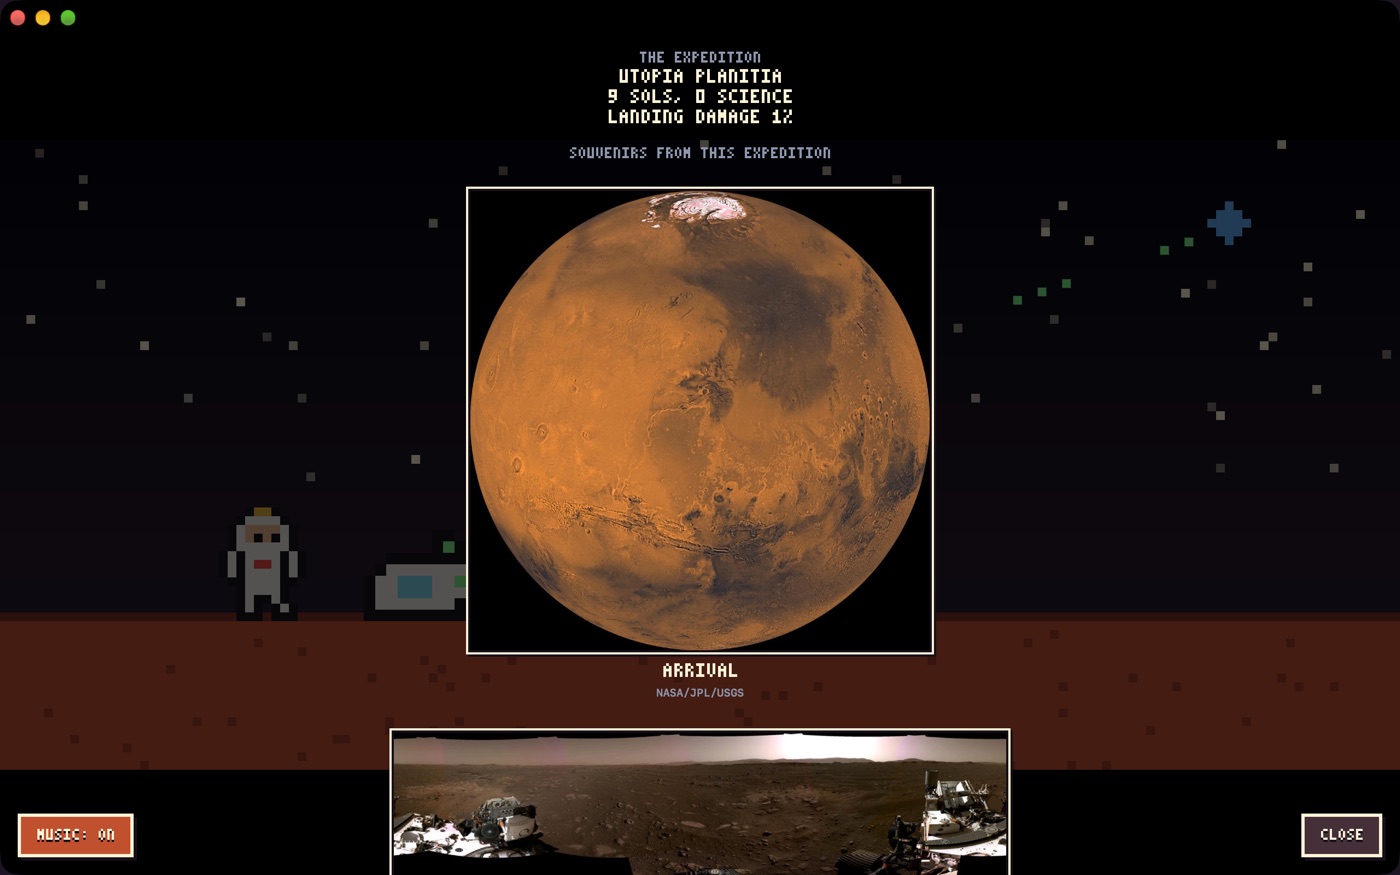 THE EXPEDITION
UTOPIA PLANITIA
9 SOLS, 0 SCIENCE
LANDING DAMAGE 1%
SOUVENIRS FROM THIS EXPEDITION
ARRIVAL
NASA/JPL/USGS
MUSIC: ON
CLOSE